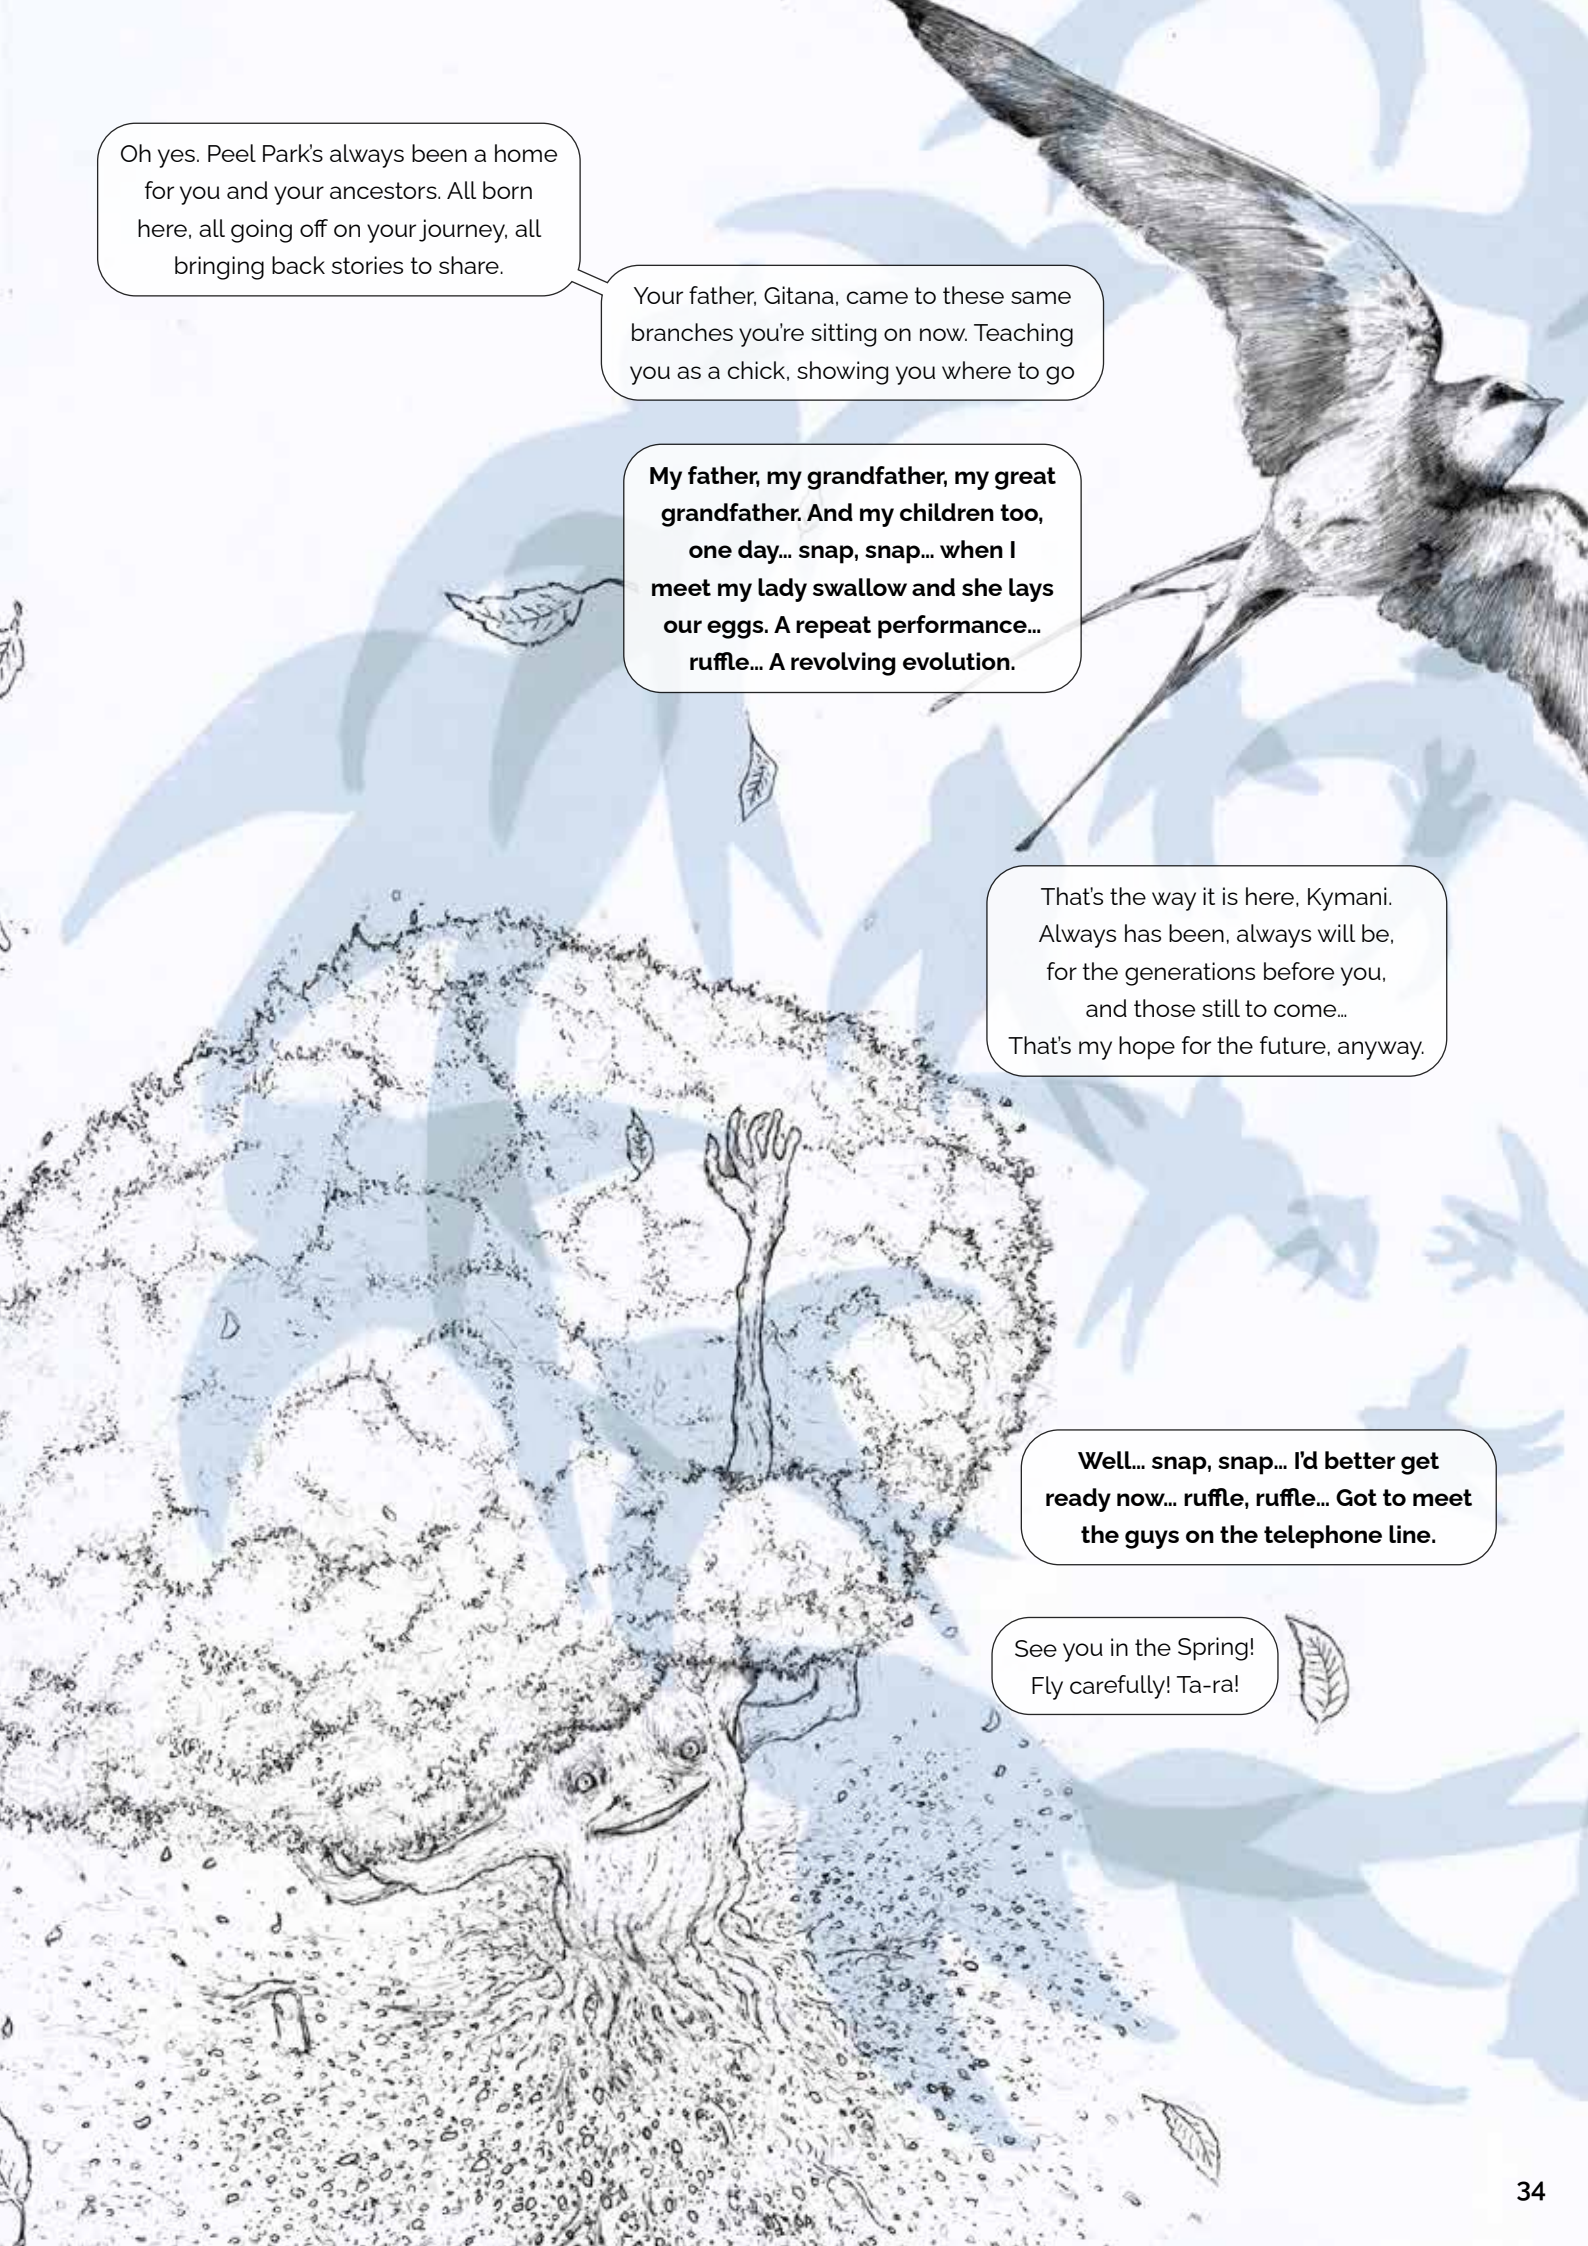 Oh yes. Peel Park's always been a home
for you and your ancestors. All born
here, all going off on your journey, all
bringing back stories to share.
Your father, Gitana, came to these same
branches you're sitting on now. Teaching
you as a chick, showing you where to go
My father, my grandfather, my great
grandfather. And my children too,
one day... snap, snap... when I
meet my lady swallow and she lays
our eggs. A repeat performance...
ruffle... A revolving evolution.
That's the way it is here, Kymani.
Always has been, always will be,
for the generations before you,
and those still to come...
That's my hope for the future, anyway.
Well... snap, snap... I'd better get
ready now... ruffle, ruffle... Got to meet
the guys on the telephone line.
See you in the Spring!
Fly carefully! Ta-ra!
34